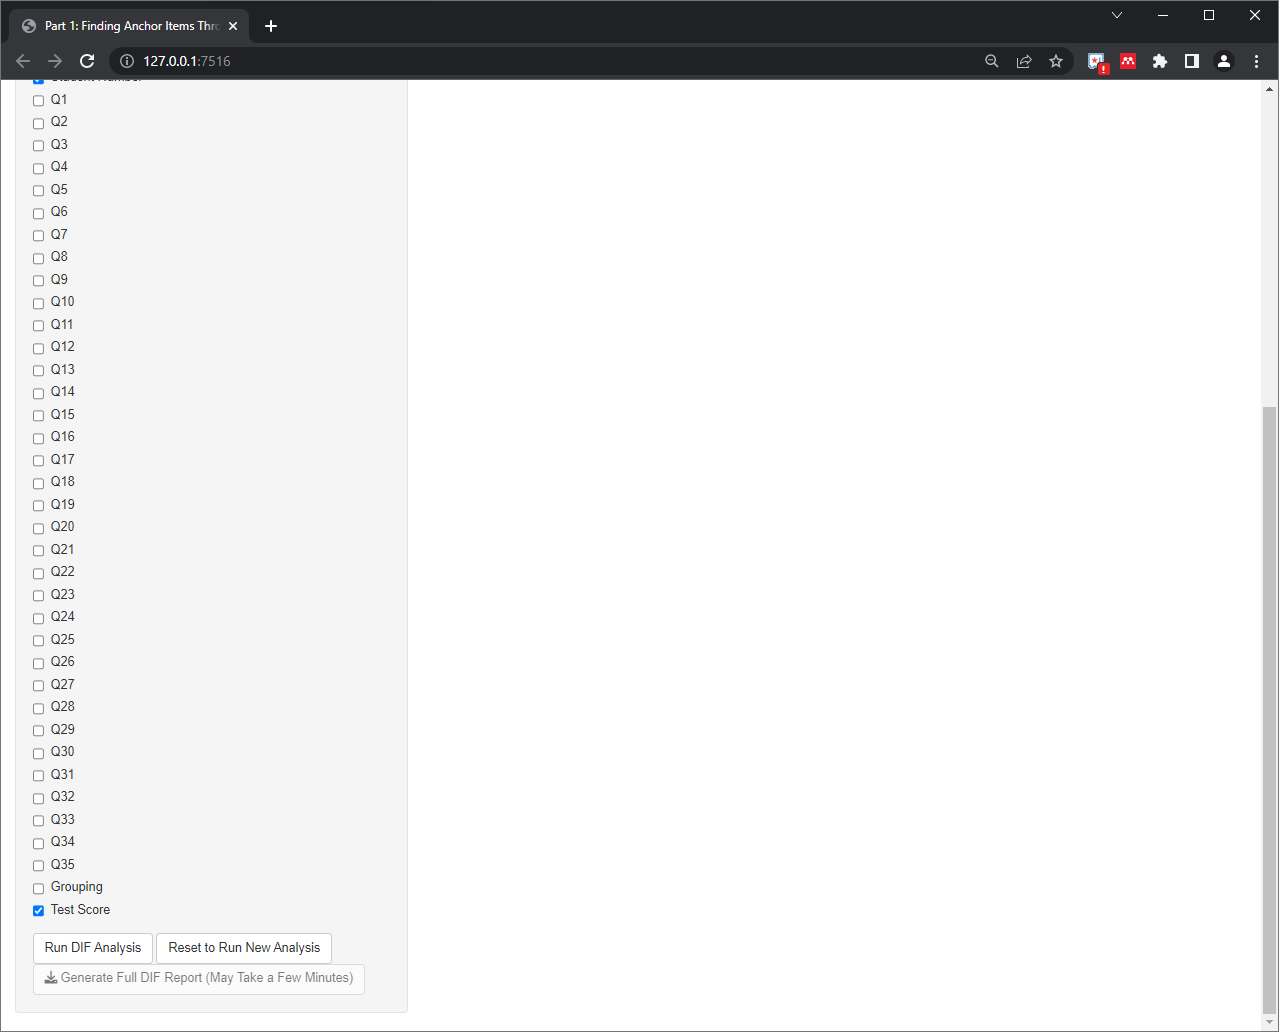 Part 1: Finding Anchor Items Thr
127.0.0.1:7516
Q1
Q2
Q3
Q4
Q5
Q6
Q7
Q8
Q9
Q10
Q11
Q12
Q13
Q14
Q15
Q16
Q17
Q18
Q19
Q20
Q21
Q22
Q23
Q24
Q25
Q26
Q27
Q28
Q29
Q30
Q31
Q32
Q33
Q34
Q35
Grouping
Test Score
Run DIF Analysis Reset to Run New Analysis
Generate Full DIF Report (May Take a Few Minutes)